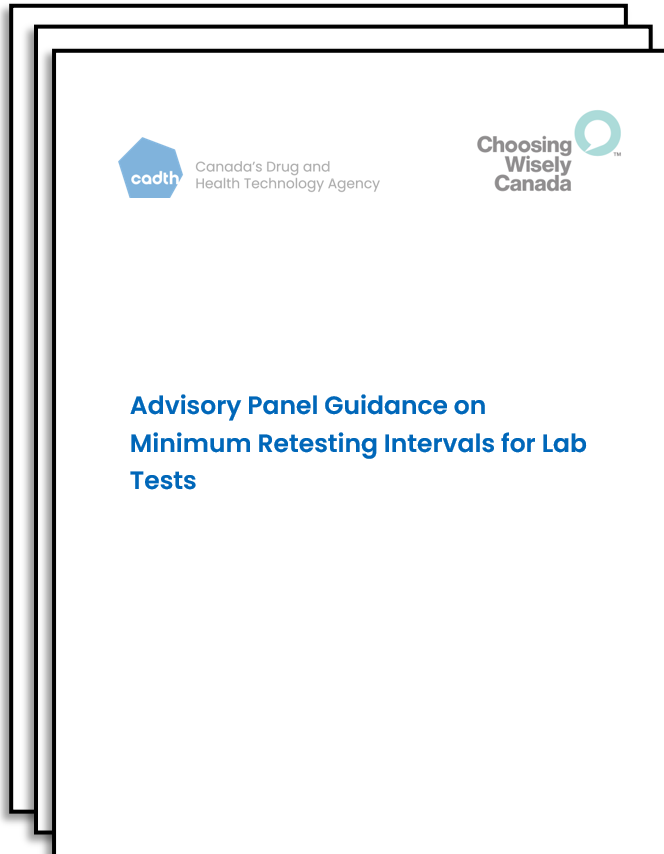 cadth
Canada's Drug and
Health Technology Agency
Choosing
Wisely
Canada
TM
Advisory Panel Guidance on
Minimum Retesting Intervals for Lab
Tests